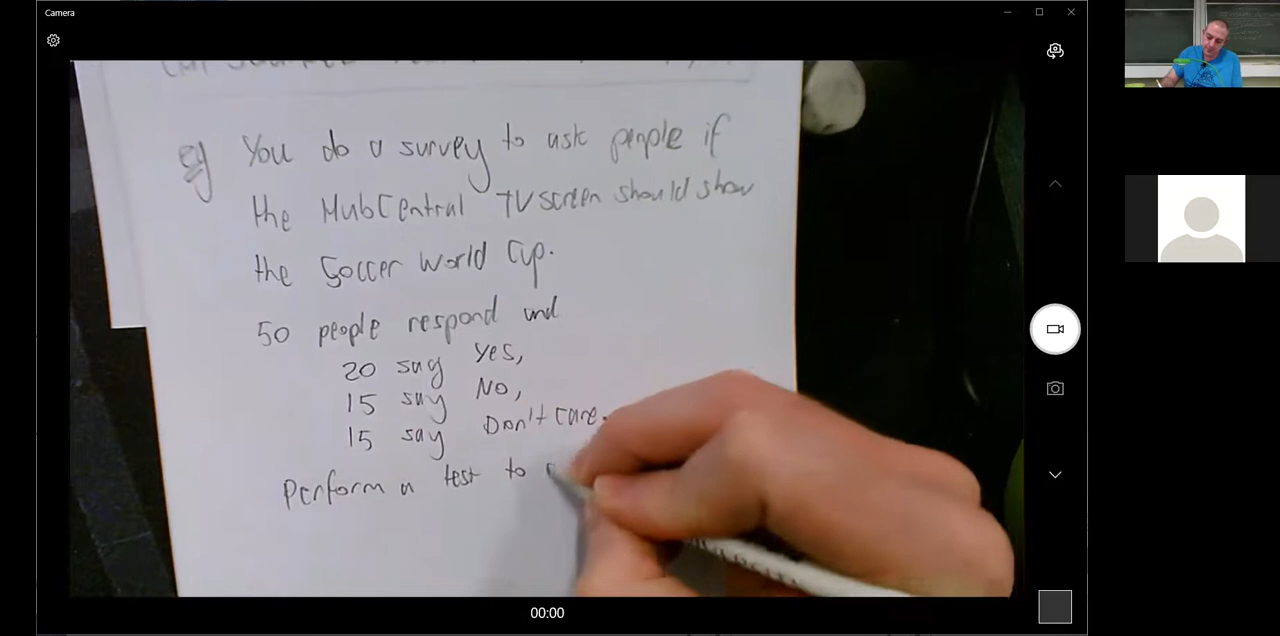 Camera
eg You do a survey to ask people if
the HubCentral TV screen should show
the Soccer World Cup.
50 people respond and
20 say Yes,
15 say No,
15 say Don't care.
Perform a test to
00:00